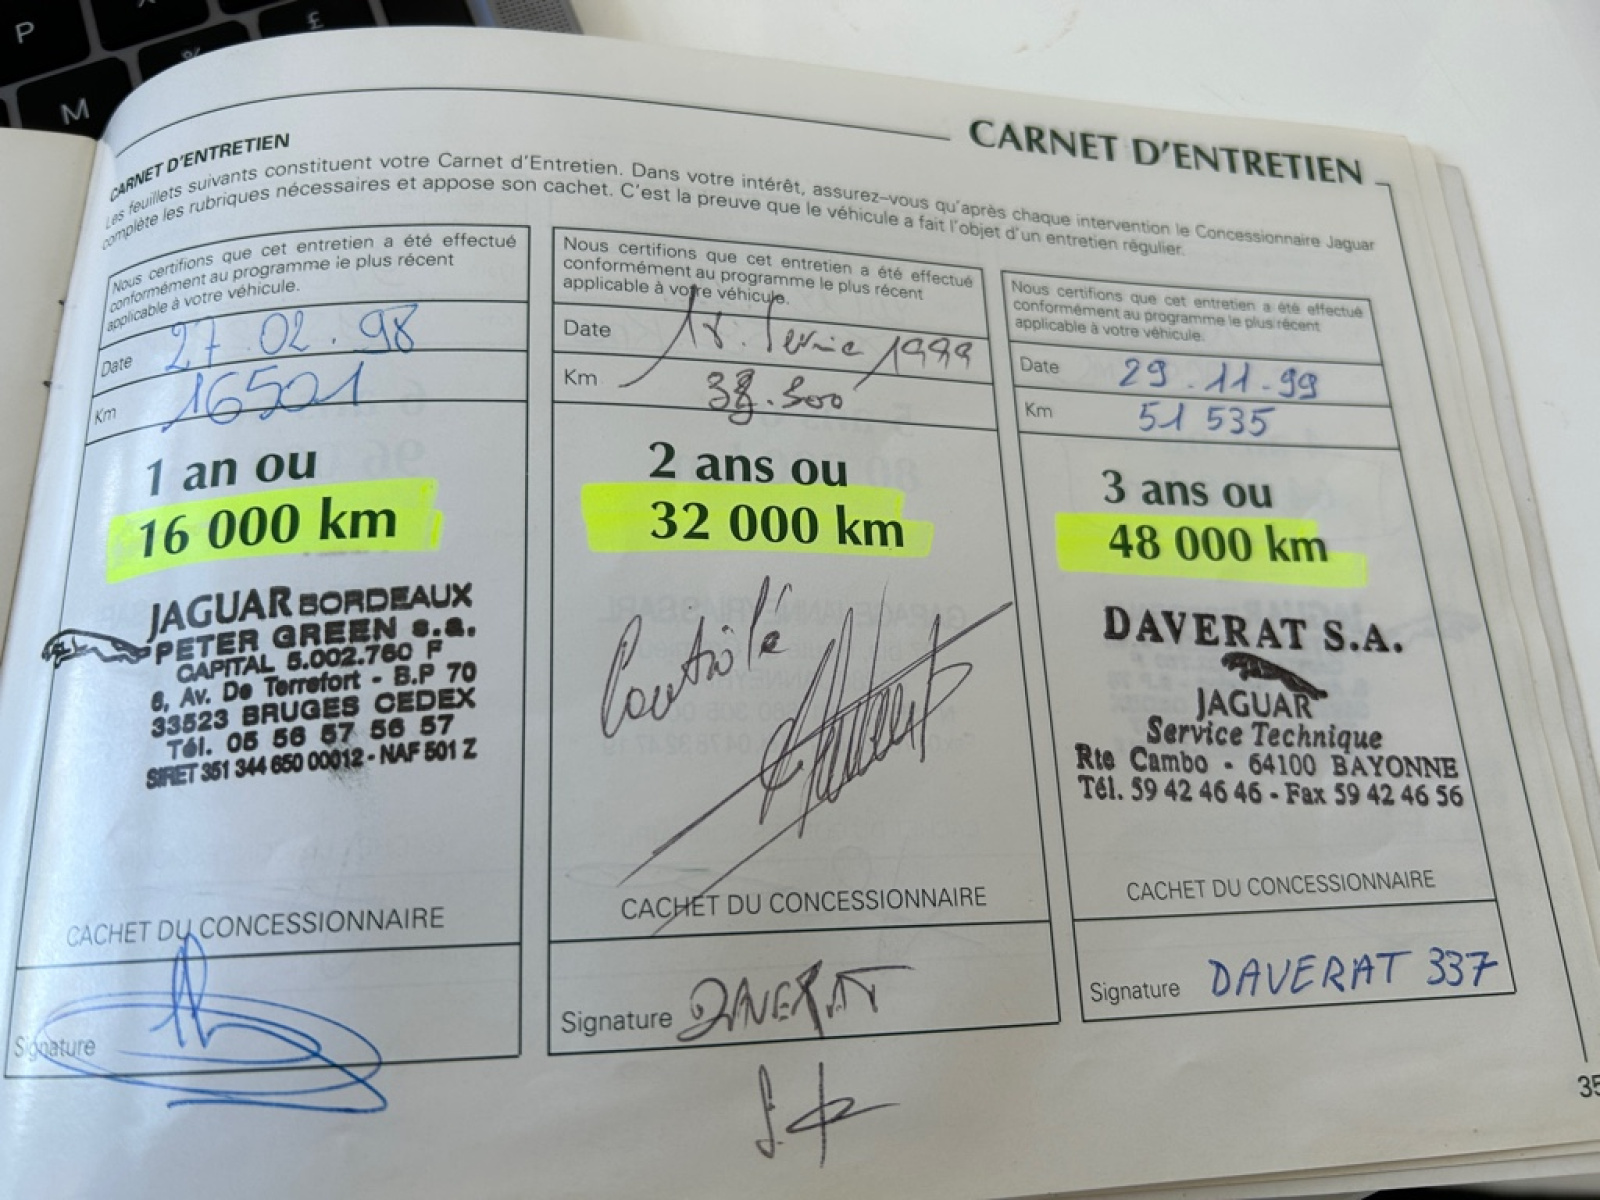 P
£
%
M
CARNET D'ENTRETIEN
CARNET D'ENTRETIEN
Les feuillets suivants constituent votre Carnet d'Entretien. Dans votre intérêt, assurez-vous qu'après chaque intervention le Concessionnaire Jaguar
complète les rubriques nécessaires et appose son cachet. C'est la preuve que le véhicule a fait l'objet d'un entretien régulier.
Nous certifions que cet entretien a été effectué
conformément au programme le plus récent
applicable à votre véhicule.
Date 27.02.98
Km 16501
1 an ou
16 000 km
JAGUAR BORDEAUX
PETER GREEN s.a.
CAPITAL 5.002.760 F
6, Av. De Terrefort - B.P 70
33523 BRUGES CEDEX
Tél. 05 56 57 56 57
SIRET 351 344 650 00012 - NAF 501 Z
CACHET DU CONCESSIONNAIRE
Signature
Nous certifions que cet entretien a été effectué
conformément au programme le plus récent
applicable à votre véhicule.
Date 18. 1999
Km
2 ans ou
32 000 km
Contrôlé
CACHET DU CONCESSIONNAIRE
Signature DAVERAT
Nous certifions que cet entretien a été effectué
conformément au programme le plus récent
applicable à votre véhicule.
Date 29.11.99
Km 51 535
3 ans ou
48 000 km
DAVERAT S.A.
JAGUAR
Service Technique
Rte Cambo - 64100 BAYONNE
Tél. 59 42 46 46 - Fax 59 42 46 56
CACHET DU CONCESSIONNAIRE
Signature DAVERAT 337
35